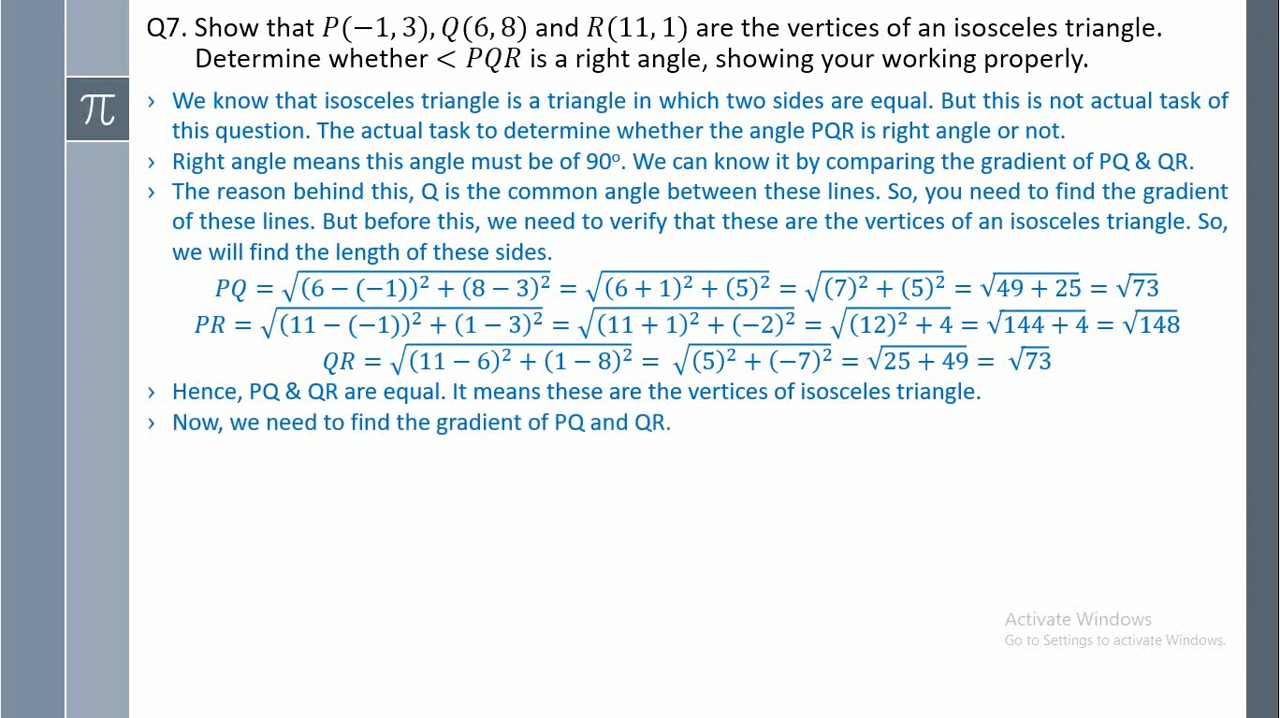 Q7. Show that P(−1, 3), Q(6, 8) and R(11, 1) are the vertices of an isosceles triangle.
Determine whether < PQR is a right angle, showing your working properly.
π
› We know that isosceles triangle is a triangle in which two sides are equal. But this is not actual task of
this question. The actual task to determine whether the angle PQR is right angle or not.
› Right angle means this angle must be of 90°. We can know it by comparing the gradient of PQ & QR.
› The reason behind this, Q is the common angle between these lines. So, you need to find the gradient
of these lines. But before this, we need to verify that these are the vertices of an isosceles triangle. So,
we will find the length of these sides.
PQ = √(6 − (−1))² + (8 − 3)² = √(6 + 1)² + (5)² = √(7)² + (5)² = √49 + 25 = √73
PR = √(11 − (−1))² + (1 − 3)² = √(11 + 1)² + (−2)² = √(12)² + 4 = √144 + 4 = √148
QR = √(11 − 6)² + (1 − 8)² = √(5)² + (−7)² = √25 + 49 = √73
› Hence, PQ & QR are equal. It means these are the vertices of isosceles triangle.
› Now, we need to find the gradient of PQ and QR.
Activate Windows
Go to Settings to activate Windows.